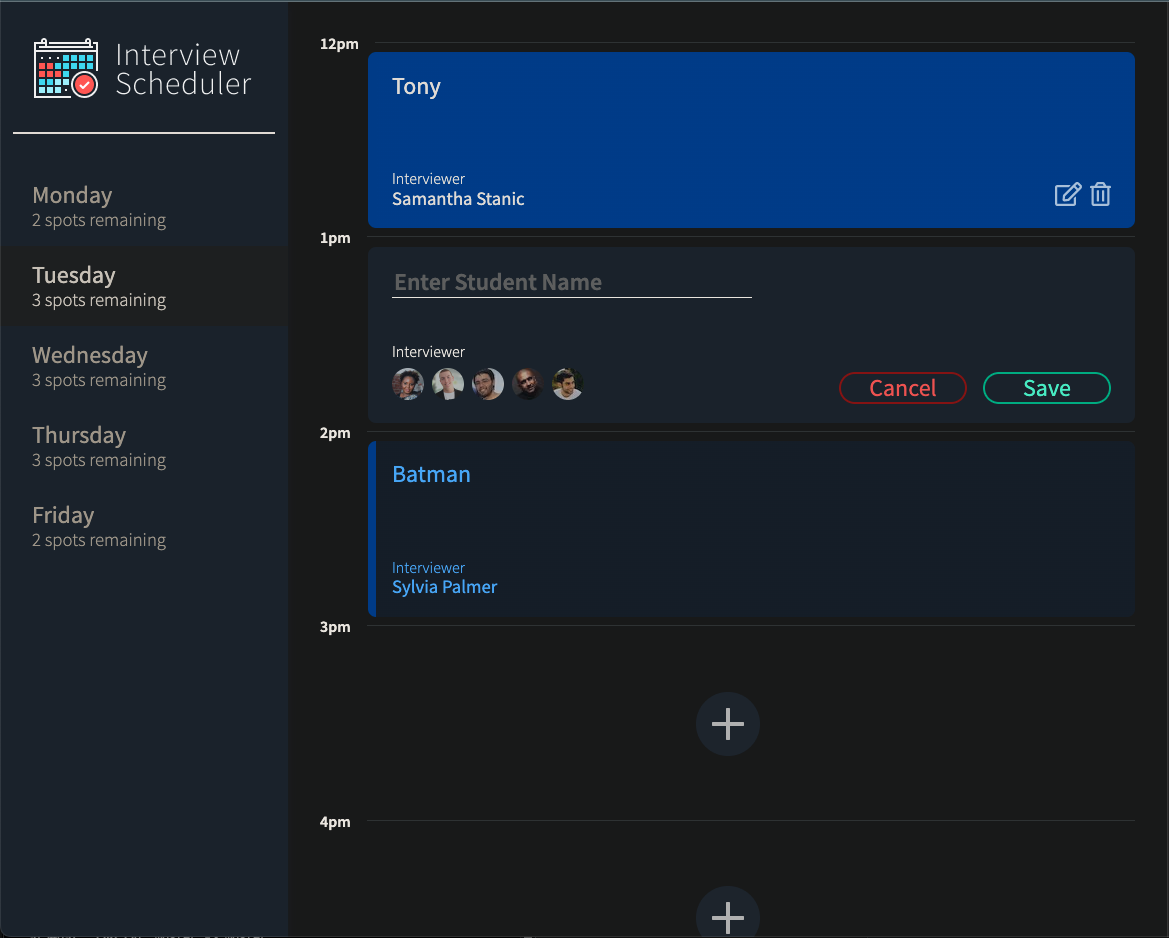 Interview
Scheduler
Monday
2 spots remaining
Tuesday
3 spots remaining
Wednesday
3 spots remaining
Thursday
3 spots remaining
Friday
2 spots remaining
12pm
Tony
Interviewer
Samantha Stanic
1pm
Enter Student Name
Interviewer
Cancel
Save
2pm
Batman
Interviewer
Sylvia Palmer
3pm
4pm